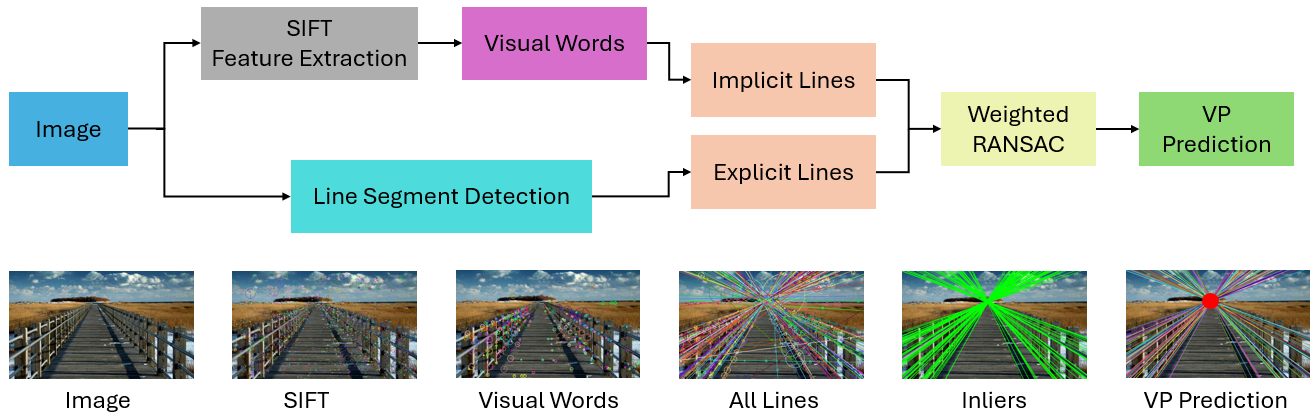 SIFT
Feature Extraction
Visual Words
Implicit Lines
Image
Weighted
RANSAC
VP
Prediction
Explicit Lines
Line Segment Detection
Image
SIFT
Visual Words
All Lines
Inliers
VP Prediction